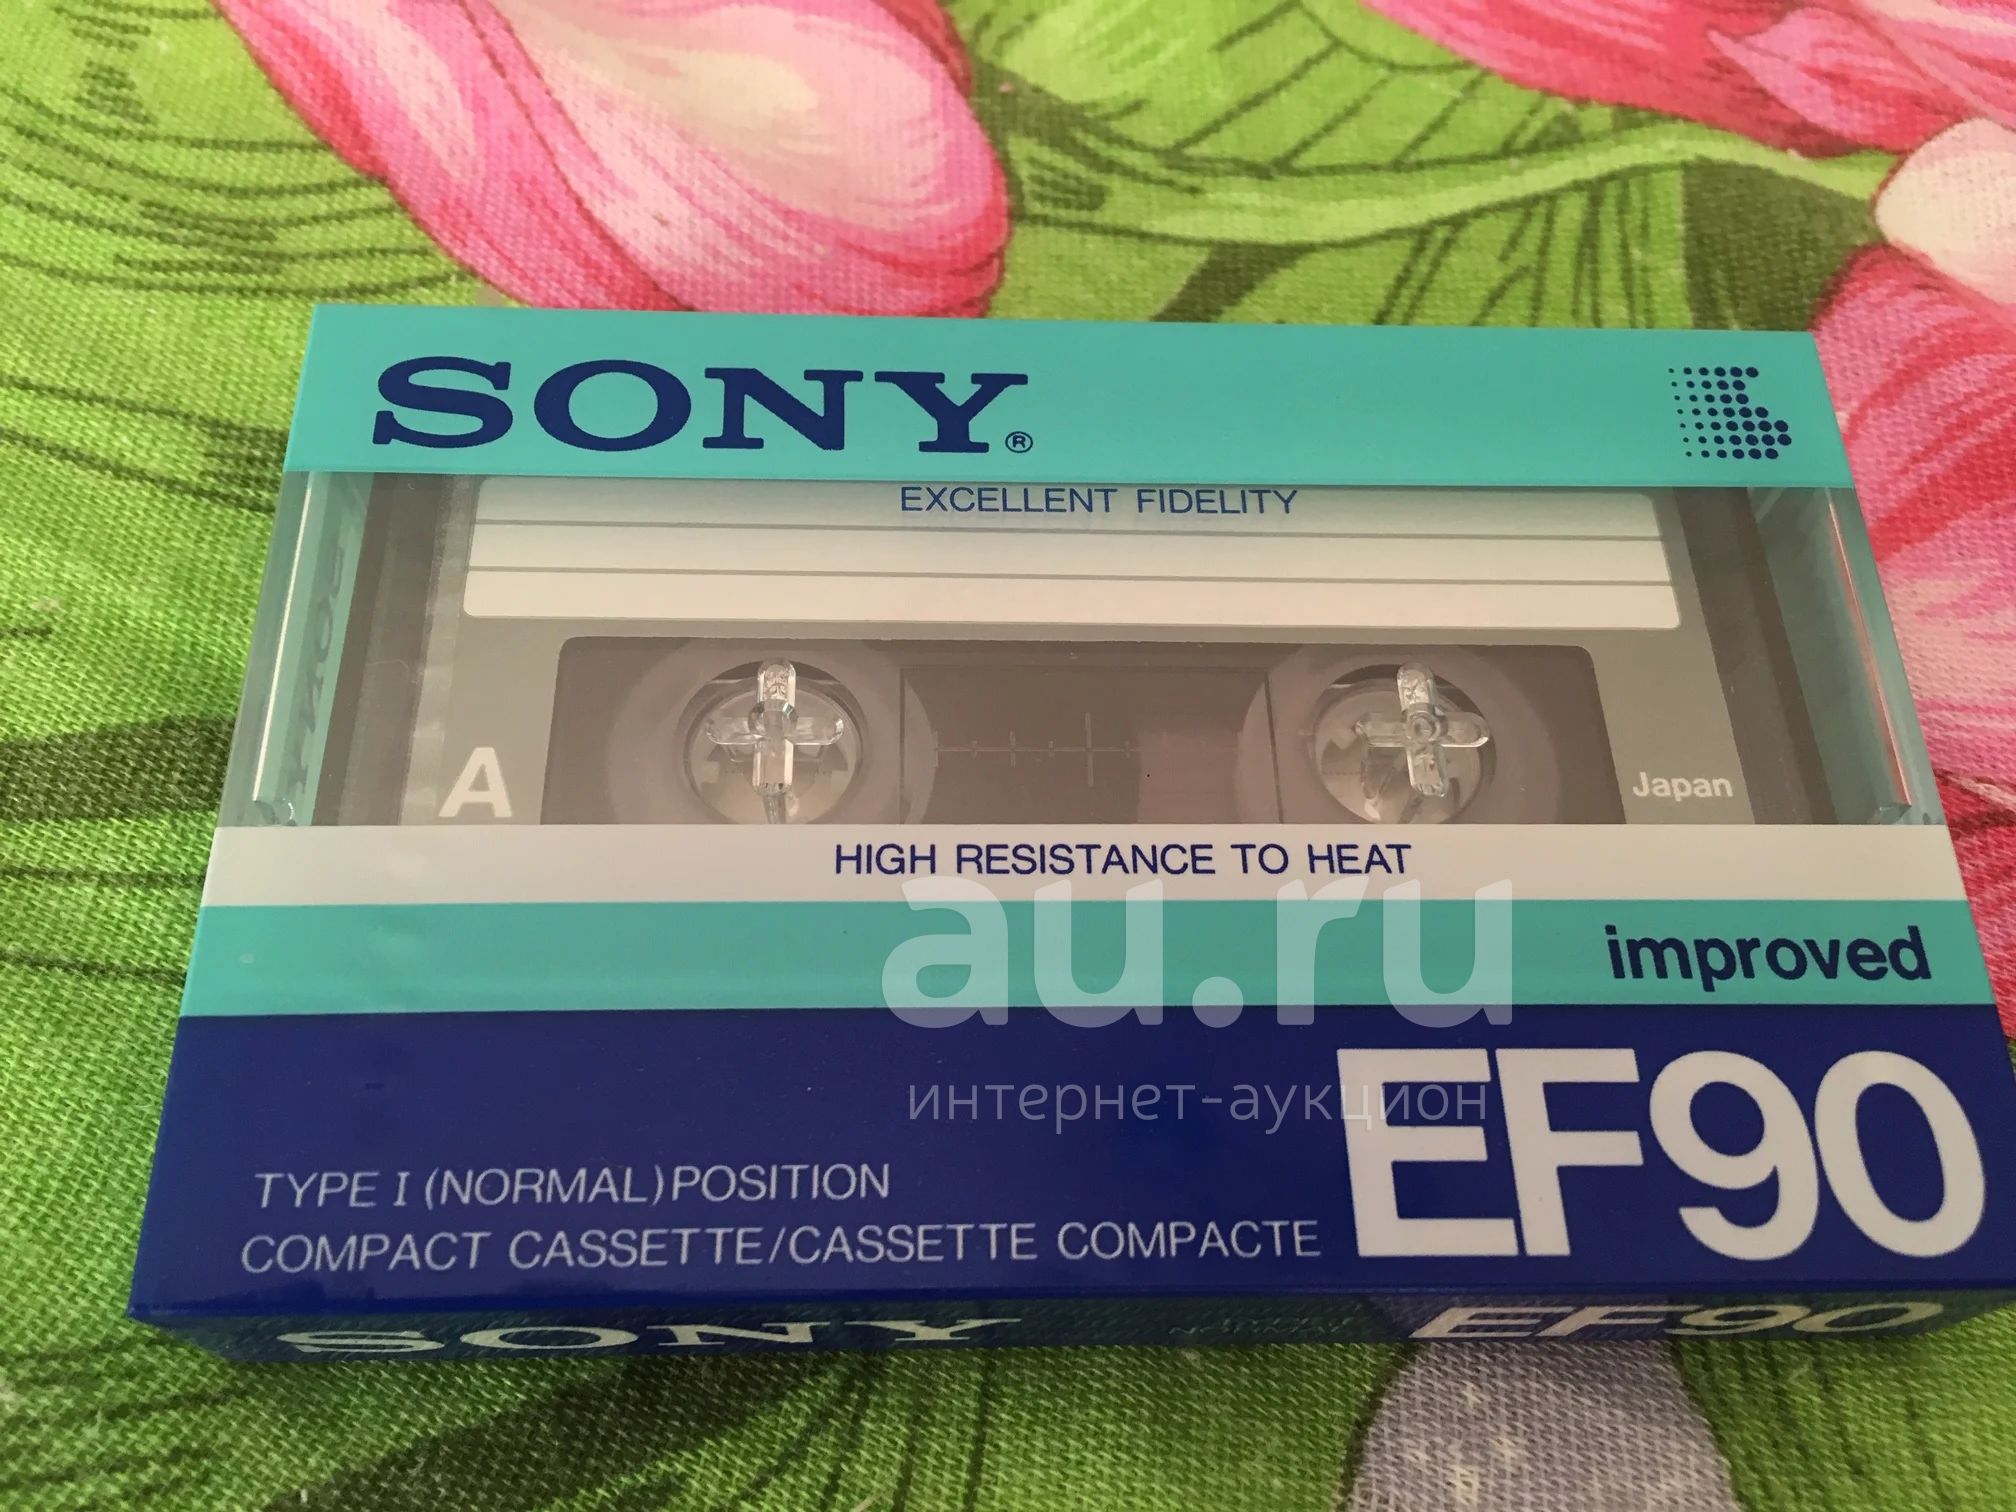 SONY®
EXCELLENT FIDELITY
A
Japan
HIGH RESISTANCE TO HEAT
improved
au.ru
интернет-аукцион
EF90
TYPE I (NORMAL) POSITION
COMPACT CASSETTE/CASSETTE COMPACTE
SONY
EF90